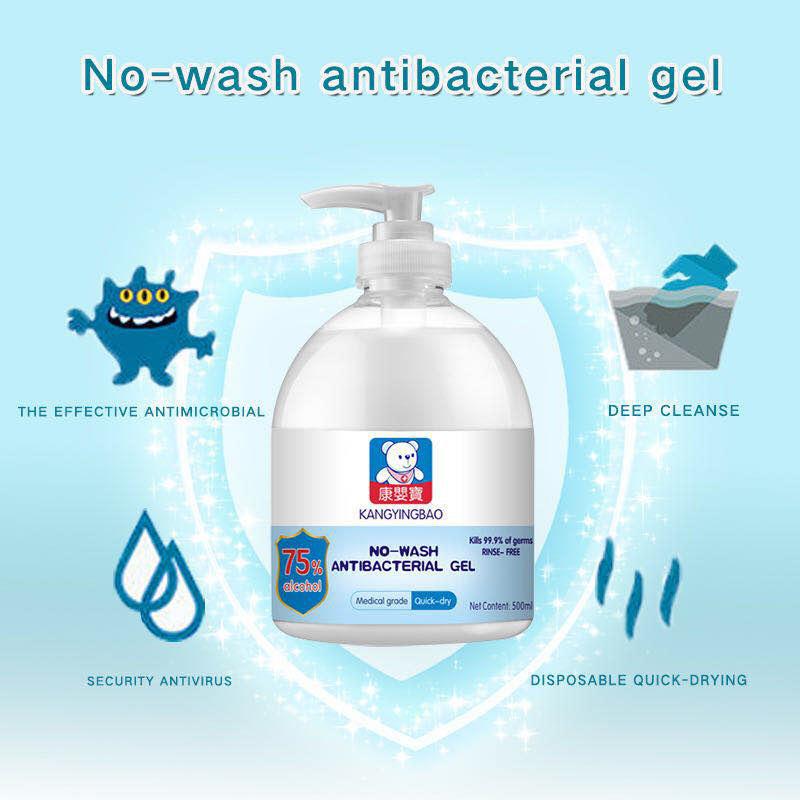 No-wash antibacterial gel
THE EFFECTIVE ANTIMICROBIAL
DEEP CLEANSE
康嬰寶
KANGYINGBAO
75%
alcohol
NO-WASH
ANTIBACTERIAL GEL
Kills 99.9% of germs
RINSE- FREE
Medical grade Quick-dry
Net Content: 500ml
SECURITY ANTIVIRUS
DISPOSABLE QUICK-DRYING